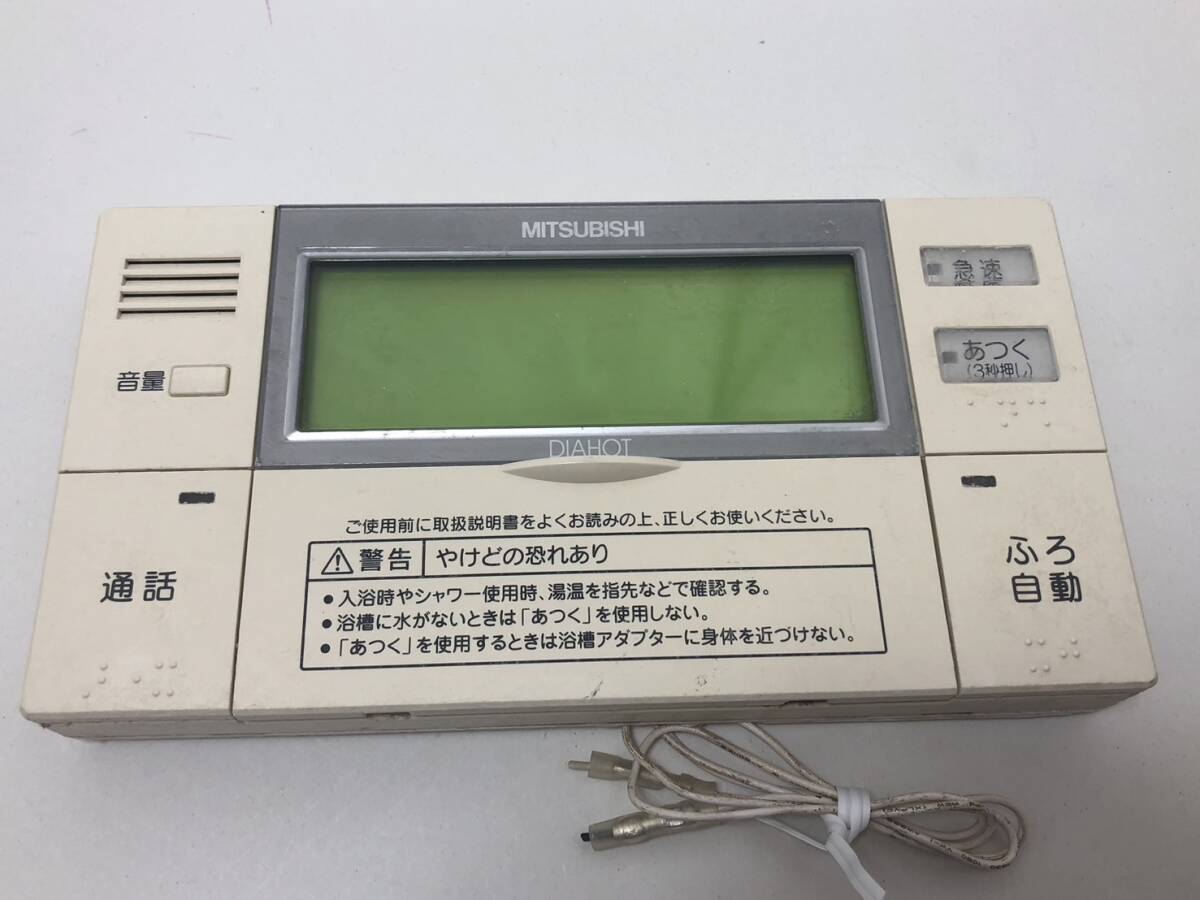 MITSUBISHI
急速
音量
あつく
(3秒押し)
DIAHOT
ご使用前に取扱説明書をよくお読みの上、正しくお使いください。
警告 やけどの恐れあり
●入浴時やシャワー使用時、湯温を指先などで確認する。
●浴槽に水がないときは「あつく」を使用しない。
●「あつく」を使用するときは浴槽アダプターに身体を近づけない。
通話
ふろ
自動